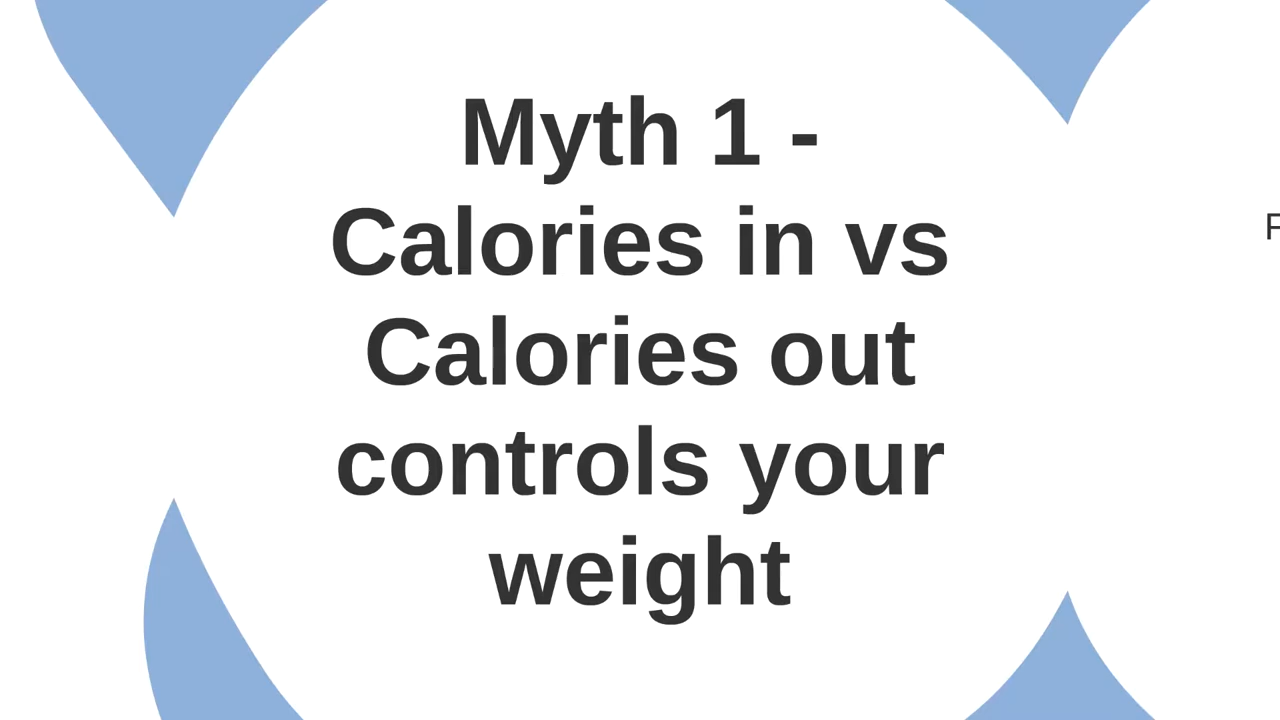 Myth 1 -
Calories in vs
Calories out
controls your
weight